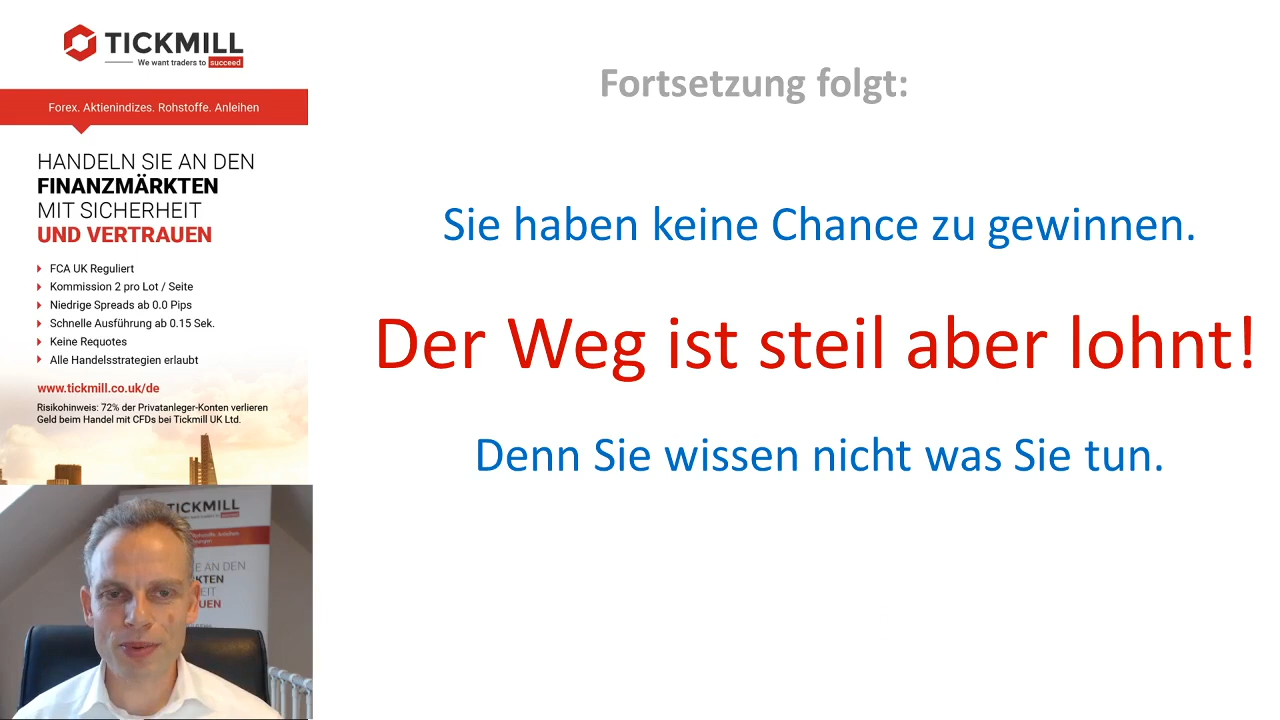 TICKMILL
We want traders to succeed
Forex. Aktienindizes. Rohstoffe. Anleihen
HANDELN SIE AN DEN
FINANZMÄRKTEN
MIT SICHERHEIT
UND VERTRAUEN
FCA UK Reguliert
Kommission 2 pro Lot / Seite
Niedrige Spreads ab 0.0 Pips
Schnelle Ausführung ab 0.15 Sek.
Keine Requotes
Alle Handelsstrategien erlaubt
www.tickmill.co.uk/de
Risikohinweis: 72% der Privatanleger-Konten verlieren
Geld beim Handel mit CFDs bei Tickmill UK Ltd.
TICKMILL
E AN DEN
KTEN
EIT
UEN
Fortsetzung folgt:
Sie haben keine Chance zu gewinnen.
Der Weg ist steil aber lohnt!
Denn Sie wissen nicht was Sie tun.